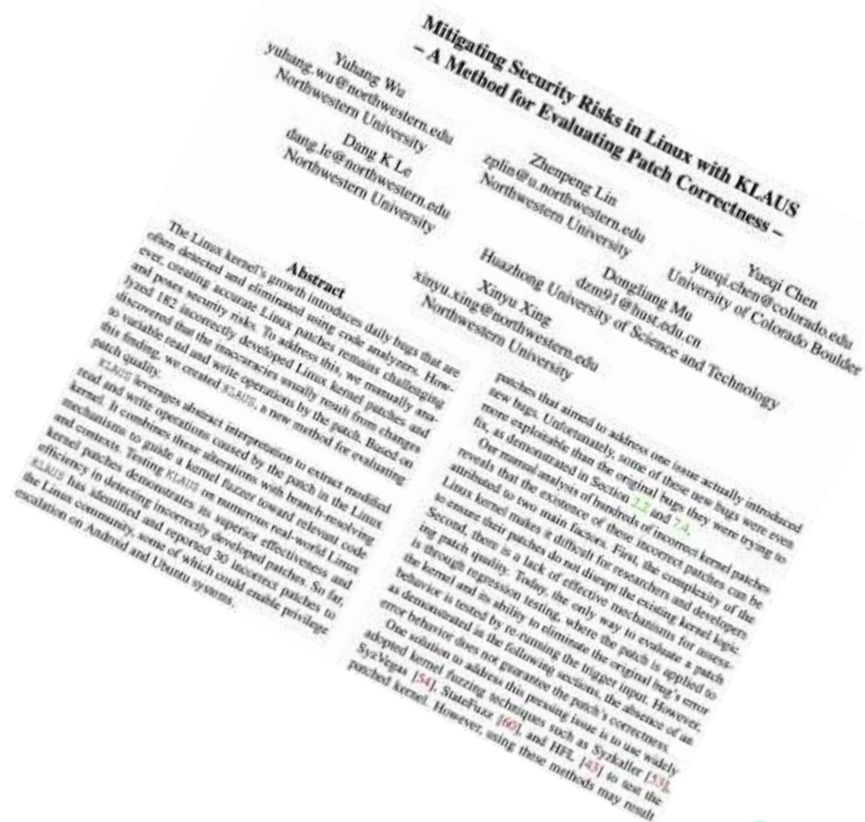 Mitigating Security Risks in Linux with KLAUS
– A Method for Evaluating Patch Correctness –
Yuhang Wu
yuhang.wu@northwestern.edu
Northwestern University
Zhenpeng Lin
zplin@u.northwestern.edu
Northwestern University
Yueqi Chen
yueqi.chen@colorado.edu
University of Colorado Boulder
Dang K Le
dang.le@northwestern.edu
Northwestern University
Dongliang Mu
dzm91@hust.edu.cn
Huazhong University of Science and Technology
Xinyu Xing
xinyu.xing@northwestern.edu
Northwestern University
Abstract
The Linux kernel's growth introduces daily bugs that are
often detected and eliminated using code analyzers. How-
ever, creating accurate Linux patches remains challenging
and poses security risks. To address this, we manually ana-
lyzed 182 incorrectly developed Linux kernel patches and
discovered that the inaccuracies usually result from changes
to variable read and write operations by the patch. Based on
this finding, we created KLAUS, a new method for evaluating
patch quality.
KLAUS leverages abstract interpretation to extract modified
read and write operations caused by the patch in the Linux
kernel. It combines these alterations with branch-resolving
mechanisms to guide a kernel fuzzer toward relevant code
and contexts. Testing KLAUS on numerous real-world Linux
kernel patches demonstrates its superior effectiveness and
efficiency in detecting incorrectly developed patches. So far,
KLAUS has identified and reported 30 incorrect patches to
the Linux community, some of which could enable privilege
escalation on Android and Ubuntu systems.
patches that aimed to address one issue actually introduced
new bugs. Unfortunately, some of these new bugs were even
more exploitable than the original bugs they were trying to
fix, as demonstrated in Section 2.2 and 7.4.
Our manual analysis of hundreds of incorrect kernel patches
reveals that the existence of these incorrect patches can be
attributed to two main factors. First, the complexity of the
Linux kernel makes it difficult for researchers and developers
to ensure their patches do not disrupt the existing kernel logic.
Second, there is a lack of effective mechanisms for assess-
ing patch quality. Today, the only way to evaluate a patch
is through regression testing, where the patch is applied to
the kernel and its ability to eliminate the original bug's error
behavior is tested by re-running the trigger input. However,
as demonstrated in the following sections, the absence of an
error behavior does not guarantee the patch's correctness.
One solution to address this pressing issue is to use widely
adopted kernel fuzzing techniques such as Syzkaller [53],
SyzVegas [54], StateFuzz [60], and HFL [43] to test the
patched kernel. However, using these methods may result